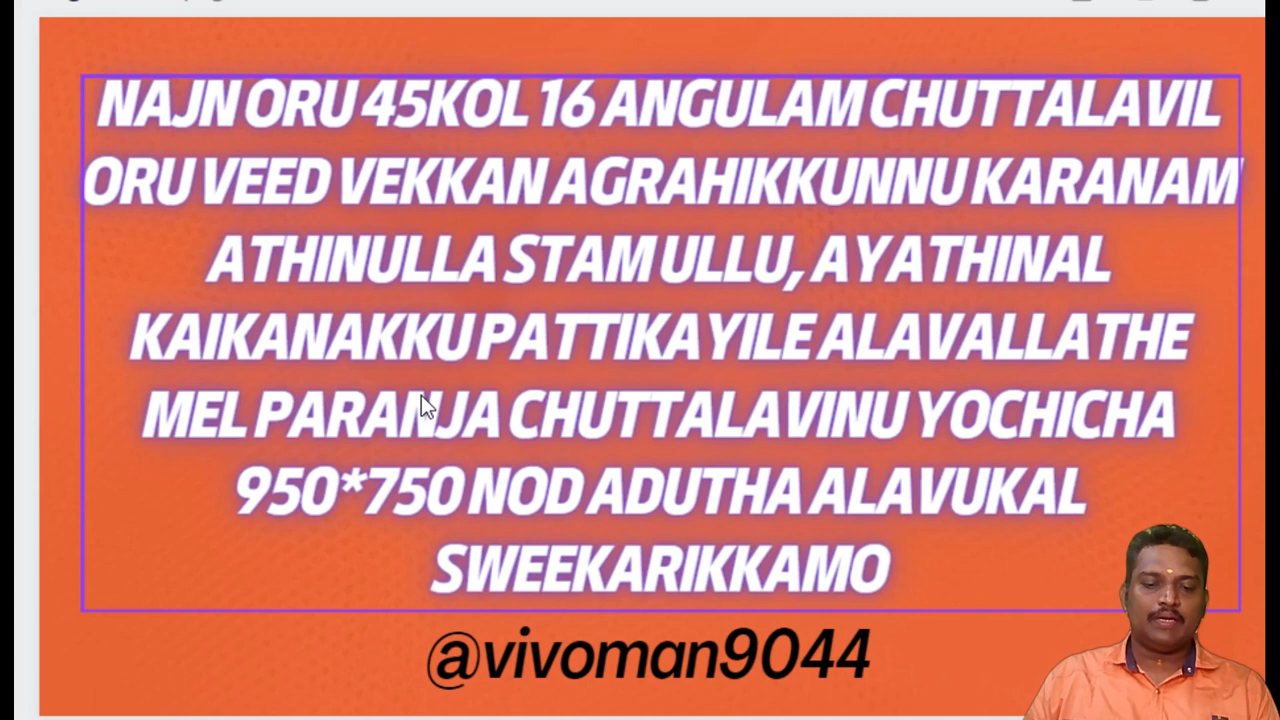 NAJN ORU 45KOL 16 ANGULAM CHUTTALAVIL
ORU VEED VEKKAN AGRAHIKKUNNU KARANAM
ATHINULLA STAM ULLU, AYATHINAL
KAIKANAKKU PATTIKAYILE ALAVALLATHE
MEL PARANJA CHUTTALAVINU YOCHICHA
950*750 NOD ADUTHA ALAVUKAL
SWEEKARIKKAMO
@vivoman9044